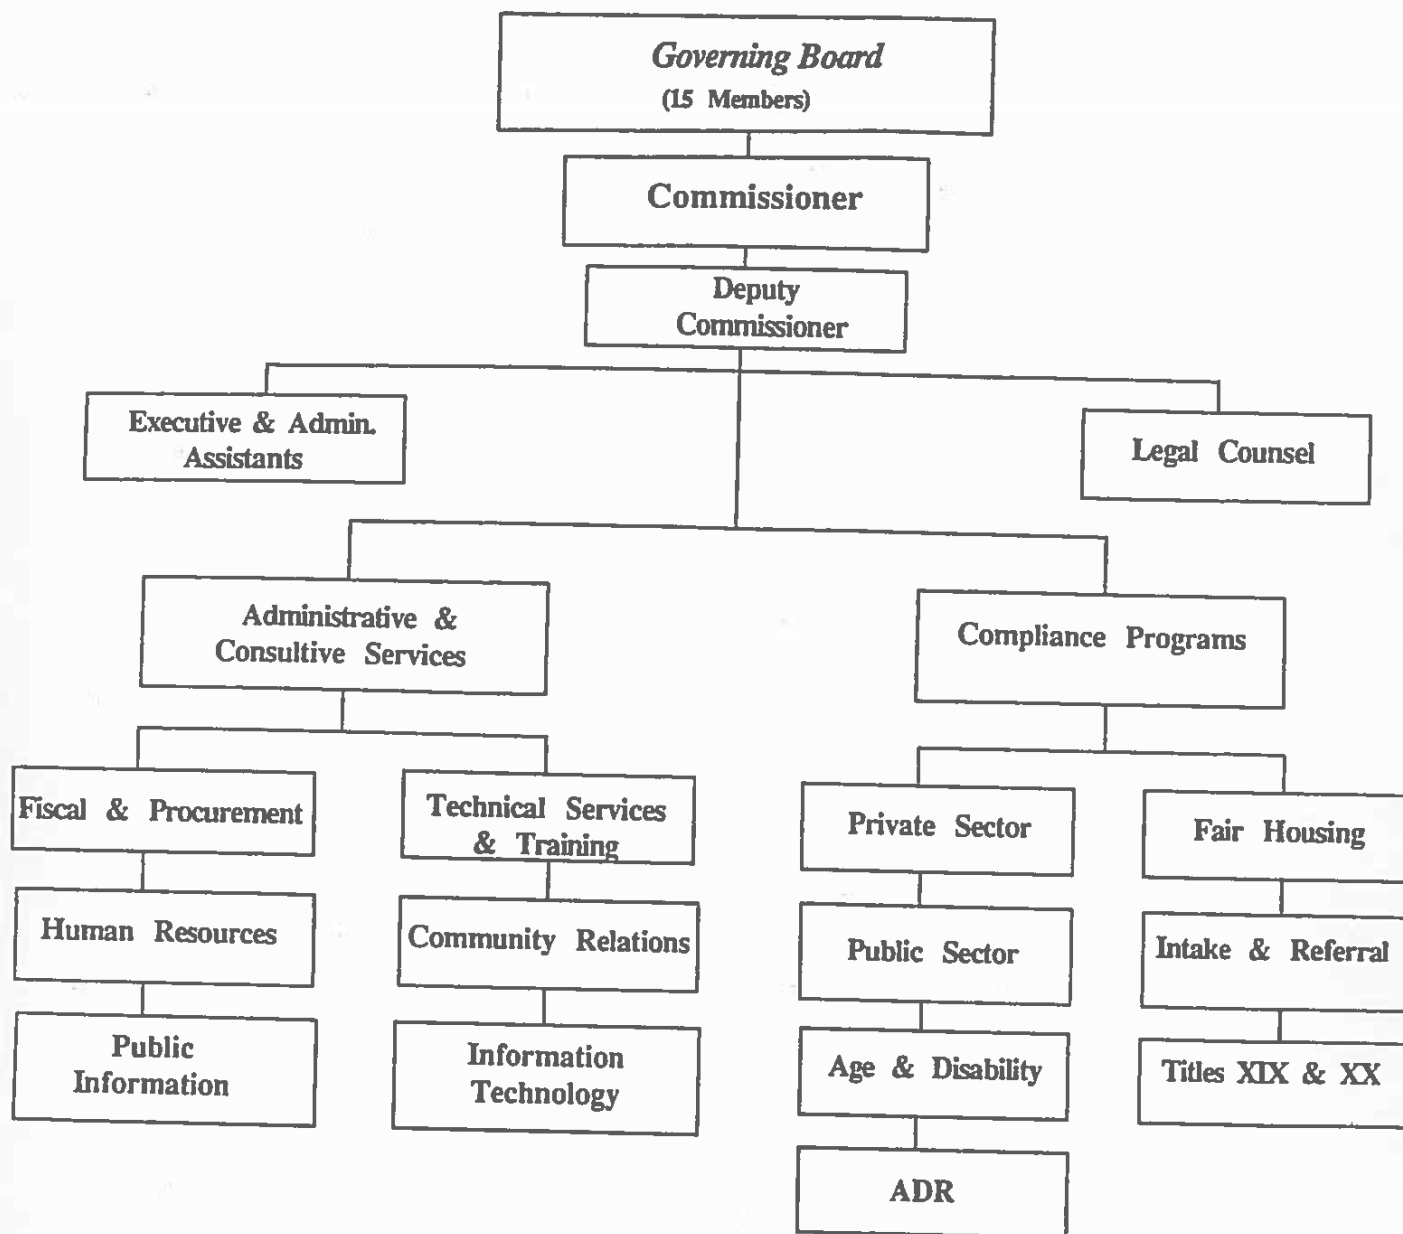 Governing Board
(15 Members)
Commissioner
Deputy
Commissioner
Executive & Admin.
Assistants
Legal Counsel
Administrative &
Consultive Services
Compliance Programs
Fiscal & Procurement
Technical Services
& Training
Private Sector
Fair Housing
Human Resources
Community Relations
Public Sector
Intake & Referral
Public
Information
Information
Technology
Age & Disability
Titles XIX & XX
ADR